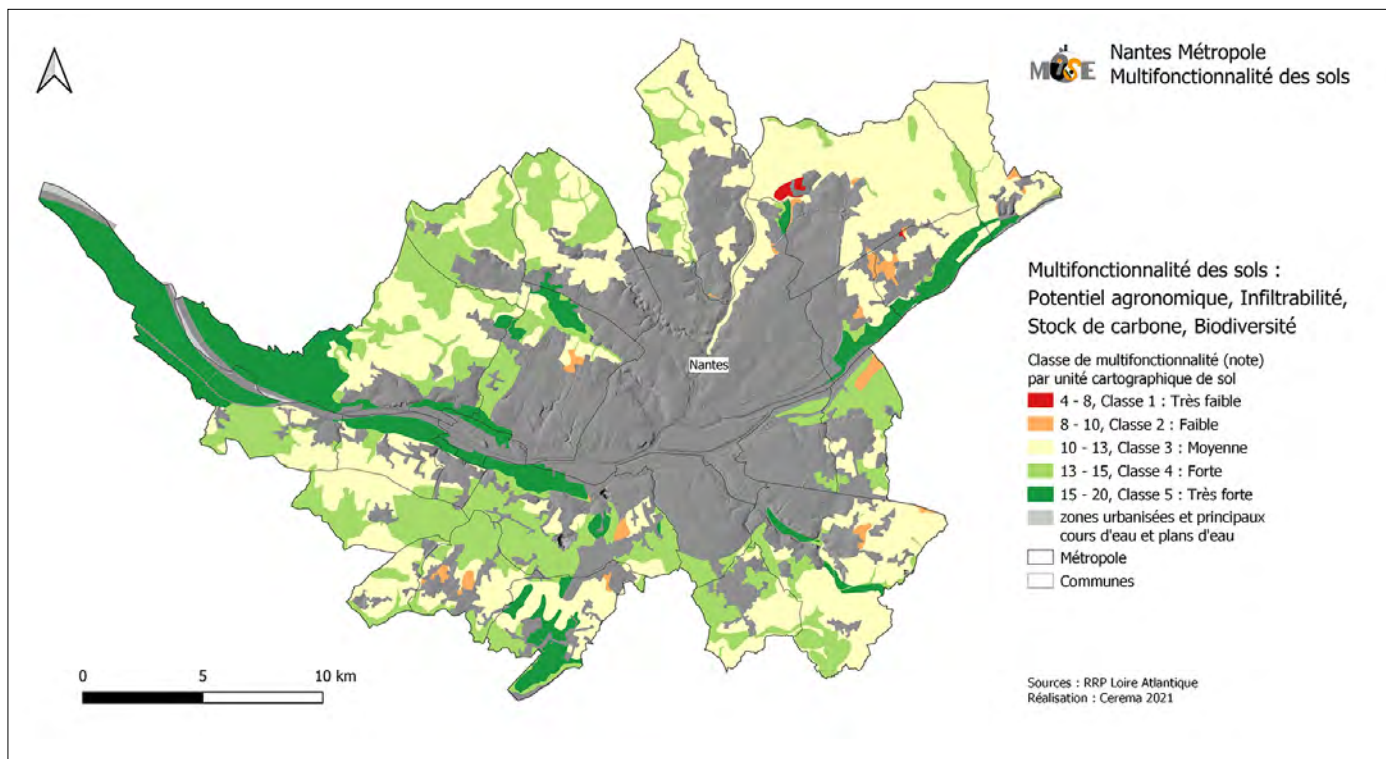 MUSE
Nantes Métropole
Multifonctionnalité des sols
Nantes
Multifonctionnalité des sols :
Potentiel agronomique, Infiltrabilité,
Stock de carbone, Biodiversité
Classe de multifonctionnalité (note)
par unité cartographique de sol
4 - 8, Classe 1 : Très faible
8 - 10, Classe 2 : Faible
10 - 13, Classe 3 : Moyenne
13 - 15, Classe 4 : Forte
15 - 20, Classe 5 : Très forte
zones urbanisées et principaux
cours d'eau et plans d'eau
Métropole
Communes
0 5 10 km
Sources : RRP Loire Atlantique
Réalisation : Cerema 2021